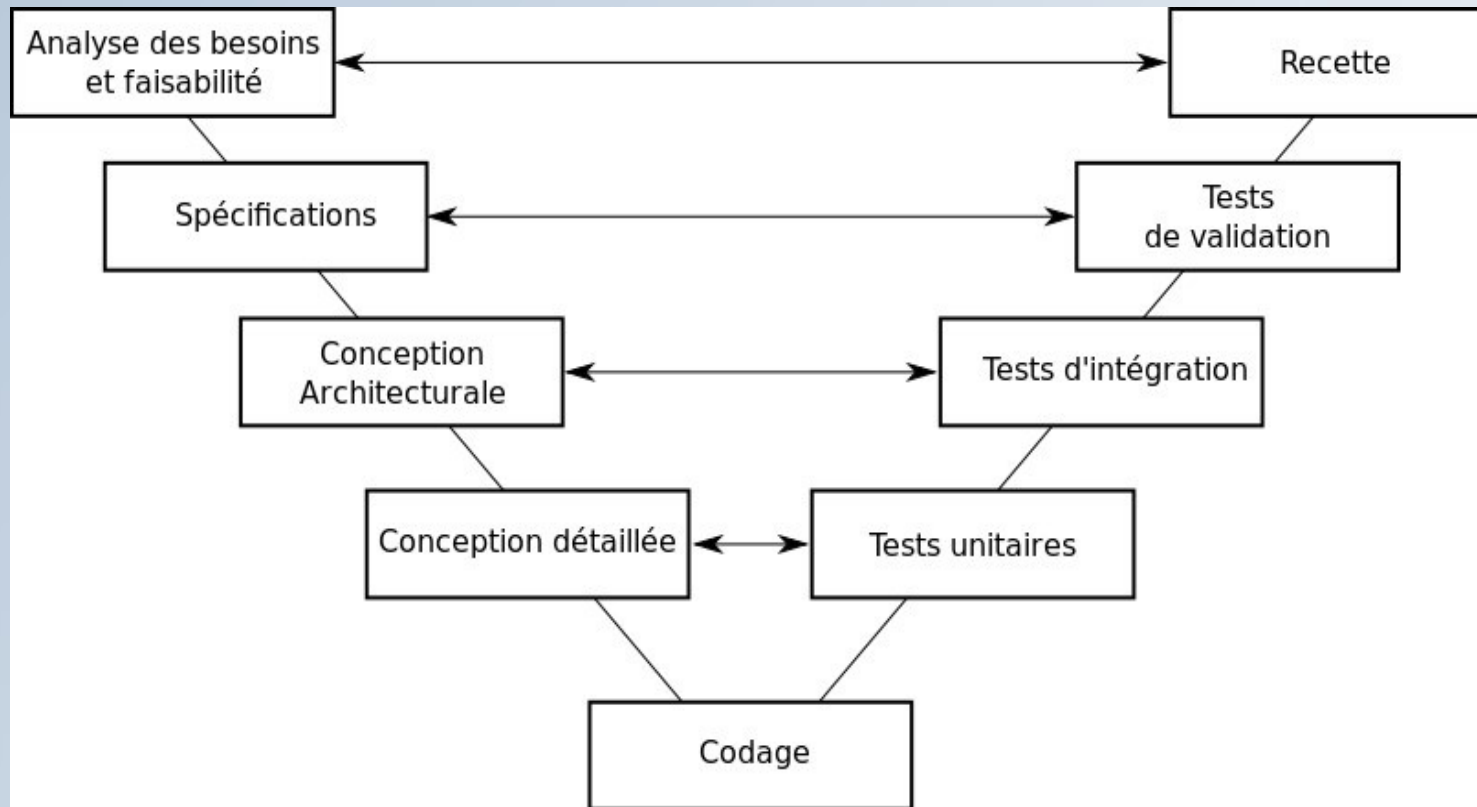 Analyse des besoins
et faisabilité
Recette
Spécifications
Tests
de validation
Conception
Architecturale
Tests d'intégration
Conception détaillée
Tests unitaires
Codage